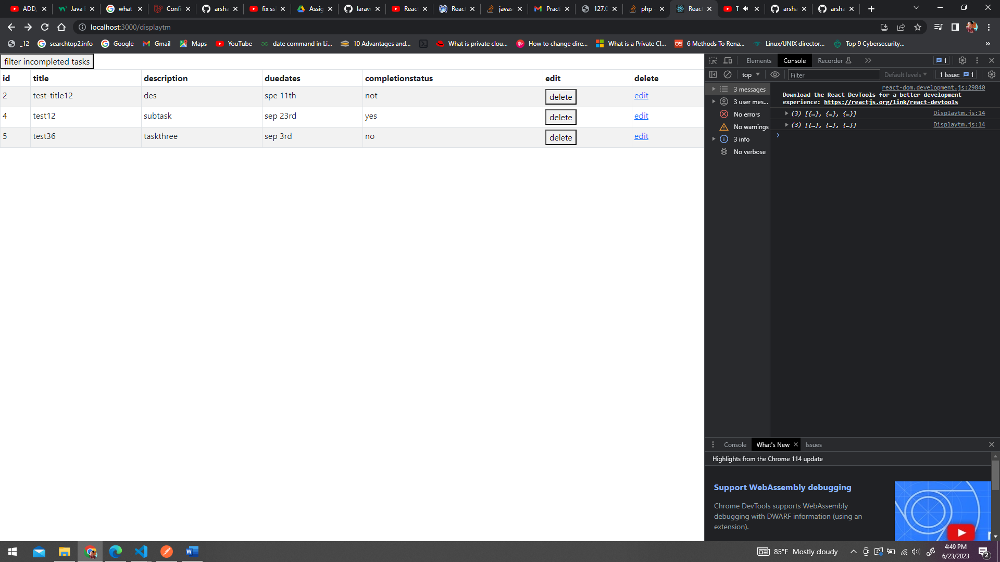 ADD, Java what Confi arsha fix ssl Assig larav React React javas Pract 127.0 php - React T arsha arsha
localhost:3000/displaytm
_12 searchtop2.info Google Gmail Maps YouTube date command in Li... 10 Advantages and... What is private clou... How to change dire... What is a Private Cl... 6 Methods To Rena... Linux/UNIX director... Top 9 Cybersecurity... »
filter incompleted tasks
id title description duedates completionstatus edit delete
2 test-title12 des spe 11th not delete edit
4 test12 subtask sep 23rd yes delete edit
5 test36 taskthree sep 3rd no delete edit
Elements Console Recorder 1
top Filter Default levels 1 Issue: 1
3 messages
3 user mes...
No errors
No warnings
3 info
No verbose
react-dom.development.js:29840
Download the React DevTools for a better development
experience: https://reactjs.org/link/react-devtools
(3) [{…}, {…}, {…}] Displaytm.js:14
(3) [{…}, {…}, {…}] Displaytm.js:14
Console What's New Issues
Highlights from the Chrome 114 update
Support WebAssembly debugging
Chrome DevTools supports WebAssembly
debugging with DWARF information (using an
extension).
85°F Mostly cloudy
4:49 PM
6/23/2023
2